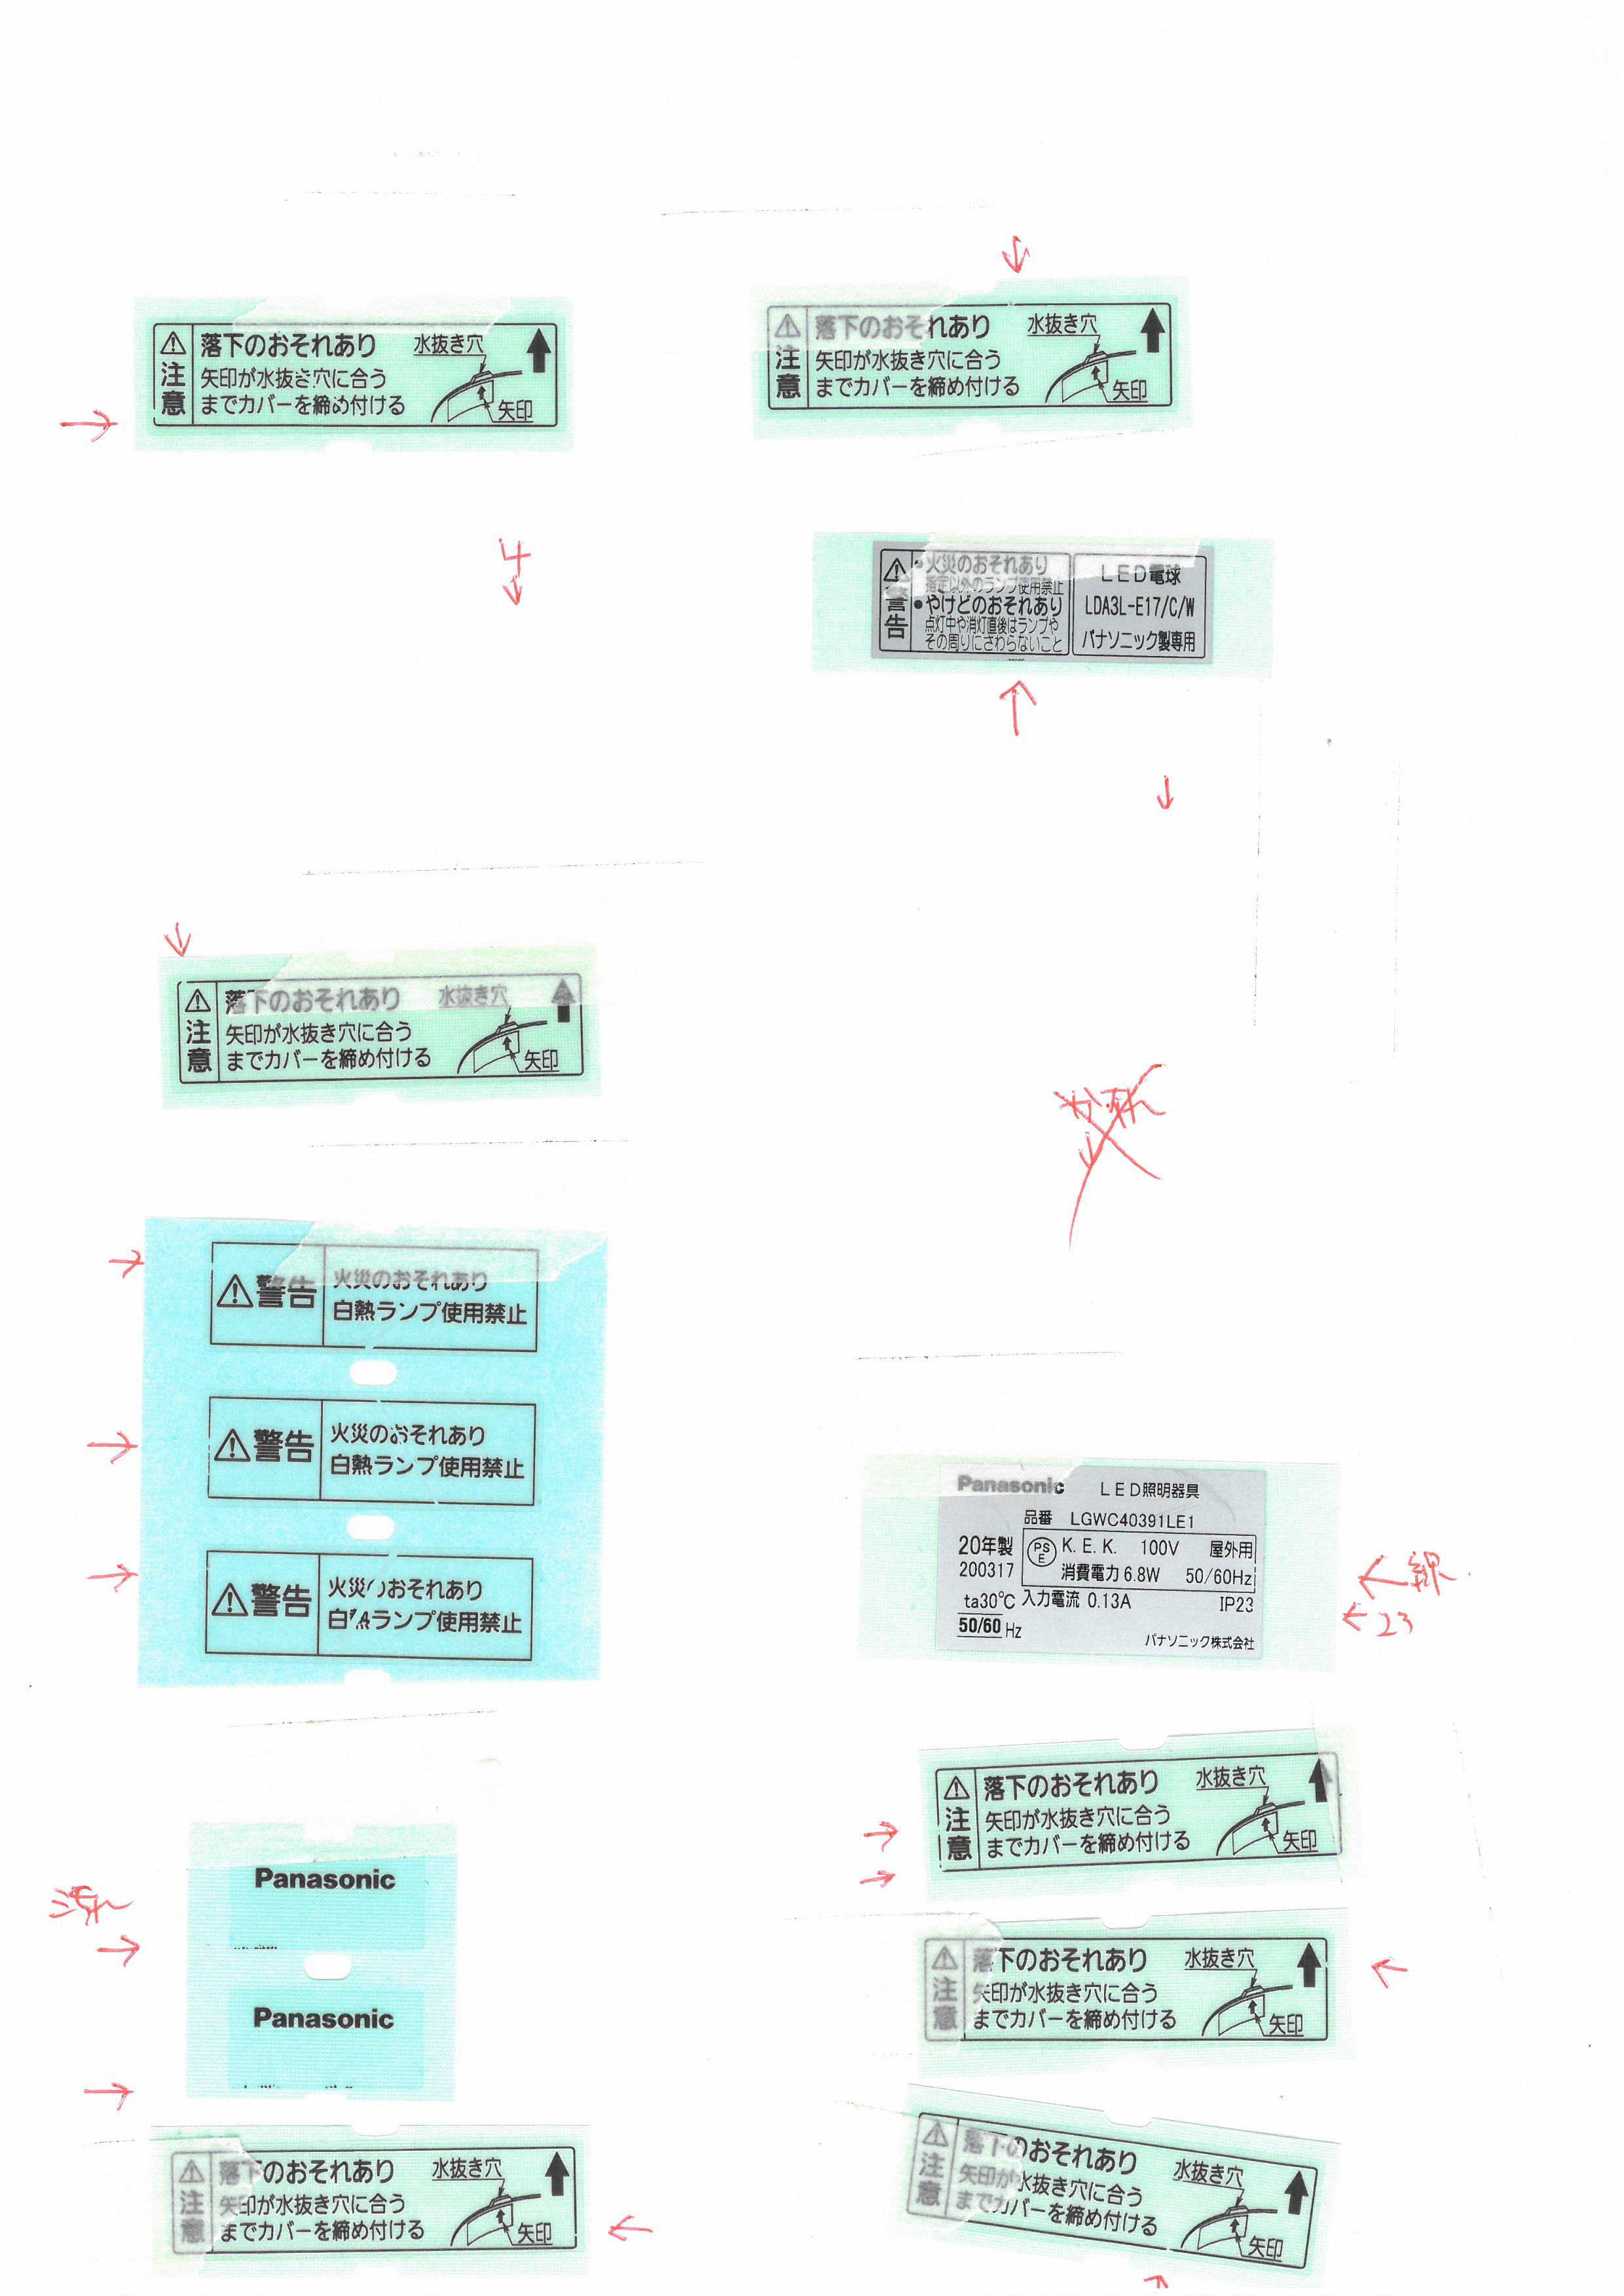 注意
落下のおそれあり
水抜き穴
矢印が水抜き穴に合う
までカバーを締め付ける
矢印
注意
落下のおそれあり
水抜き穴
矢印が水抜き穴に合う
までカバーを締め付ける
矢印
4
警告
●火災のおそれあり
指定以外のランプ使用禁止
●やけどのおそれあり
点灯中や消灯直後はランプや
その周りにさわらないこと
LED電球
LDA3L-E17/C/W
パナソニック製専用
注意
落下のおそれあり
水抜き穴
矢印が水抜き穴に合う
までカバーを締め付ける
矢印
警告
火災のおそれあり
白熱ランプ使用禁止
警告
火災のおそれあり
白熱ランプ使用禁止
警告
火災のおそれあり
白熱ランプ使用禁止
Panasonic LED照明器具
品番 LGWC40391LE1
20年製
200317
PS
E
K.E.K. 100V 屋外用
消費電力 6.8W 50/60Hz
ta30℃ 入力電流 0.13A IP23
50/60 Hz
パナソニック株式会社
線
23
注意
落下のおそれあり
水抜き穴
矢印が水抜き穴に合う
までカバーを締め付ける
矢印
汚れ
Panasonic
Panasonic
注意
落下のおそれあり
水抜き穴
矢印が水抜き穴に合う
までカバーを締め付ける
矢印
注意
落下のおそれあり
水抜き穴
矢印が水抜き穴に合う
までカバーを締め付ける
矢印
注意
落下のおそれあり
水抜き穴
矢印が水抜き穴に合う
までカバーを締め付ける
矢印